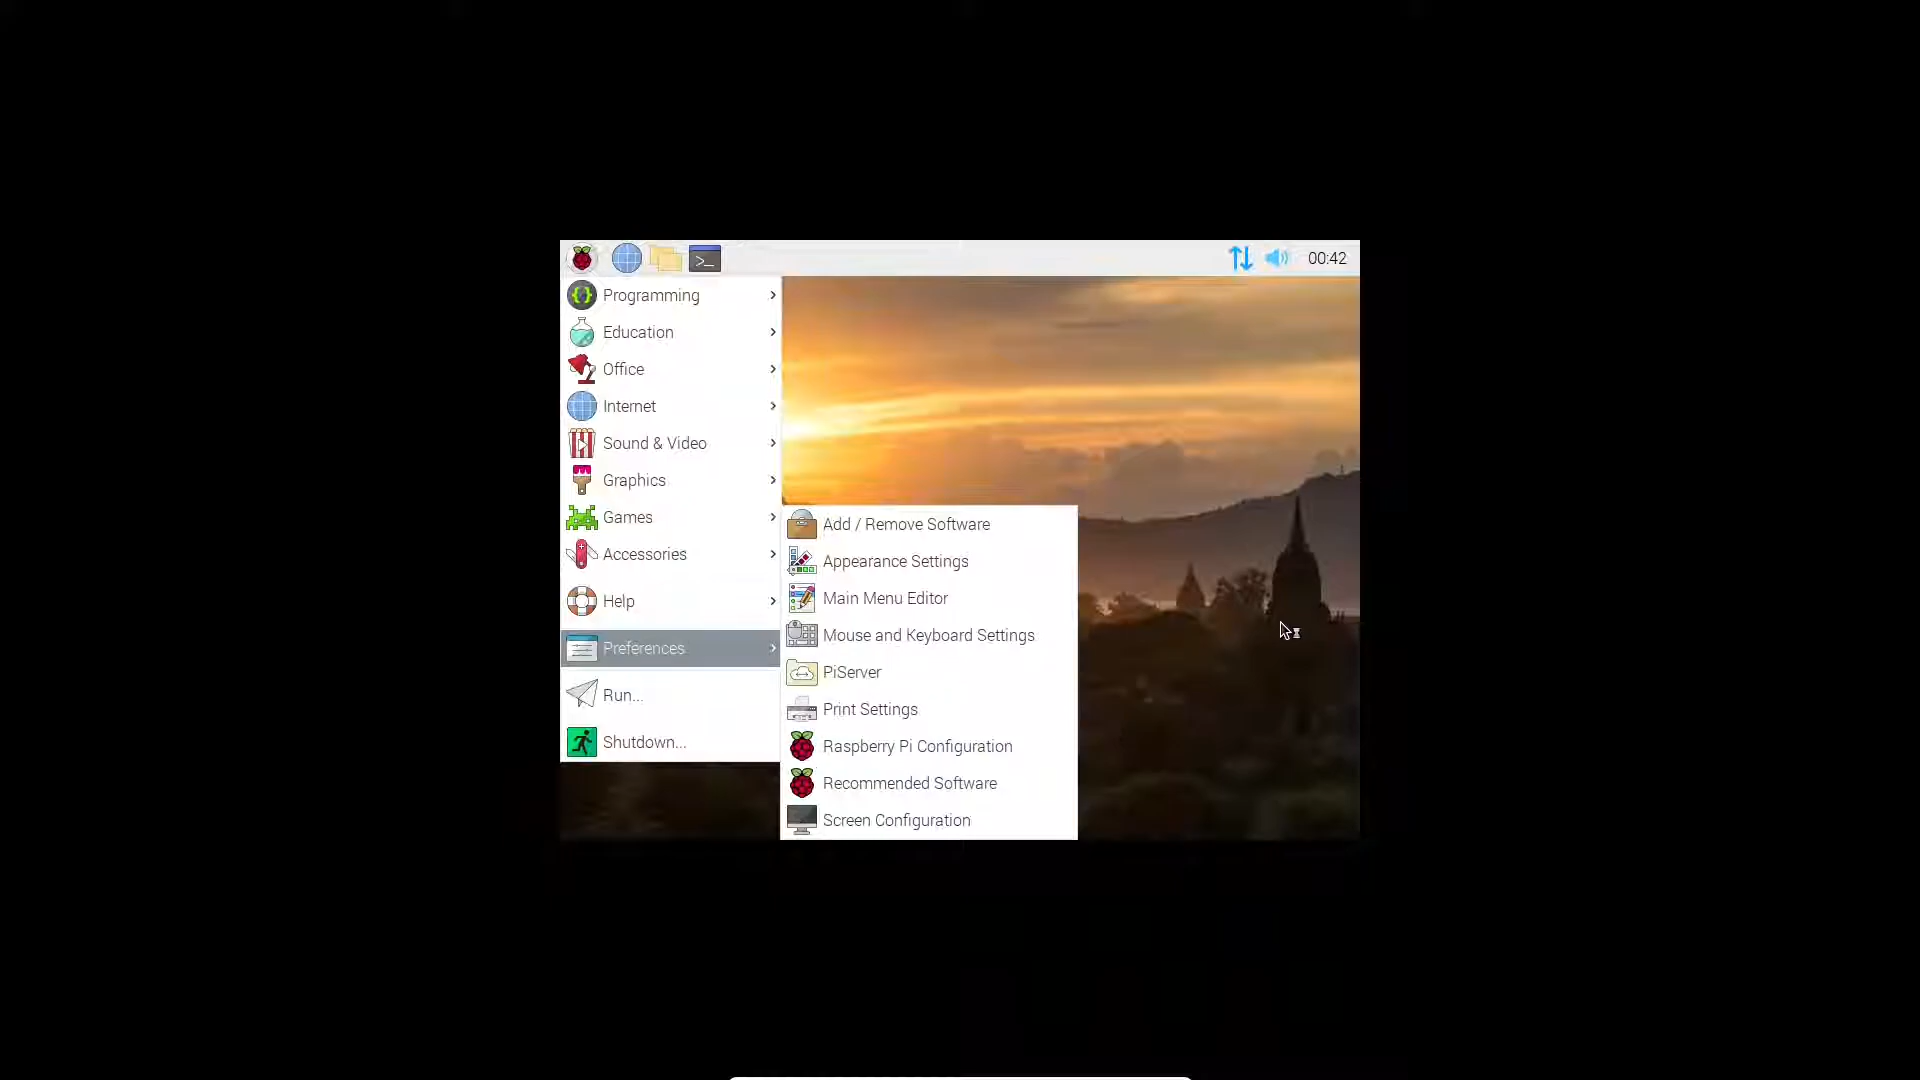 >_
00:42
Programming
Education
Office
Internet
Sound & Video
Graphics
Games
Accessories
Help
Preferences
Run...
Shutdown...
Add / Remove Software
Appearance Settings
Main Menu Editor
Mouse and Keyboard Settings
PiServer
Print Settings
Raspberry Pi Configuration
Recommended Software
Screen Configuration